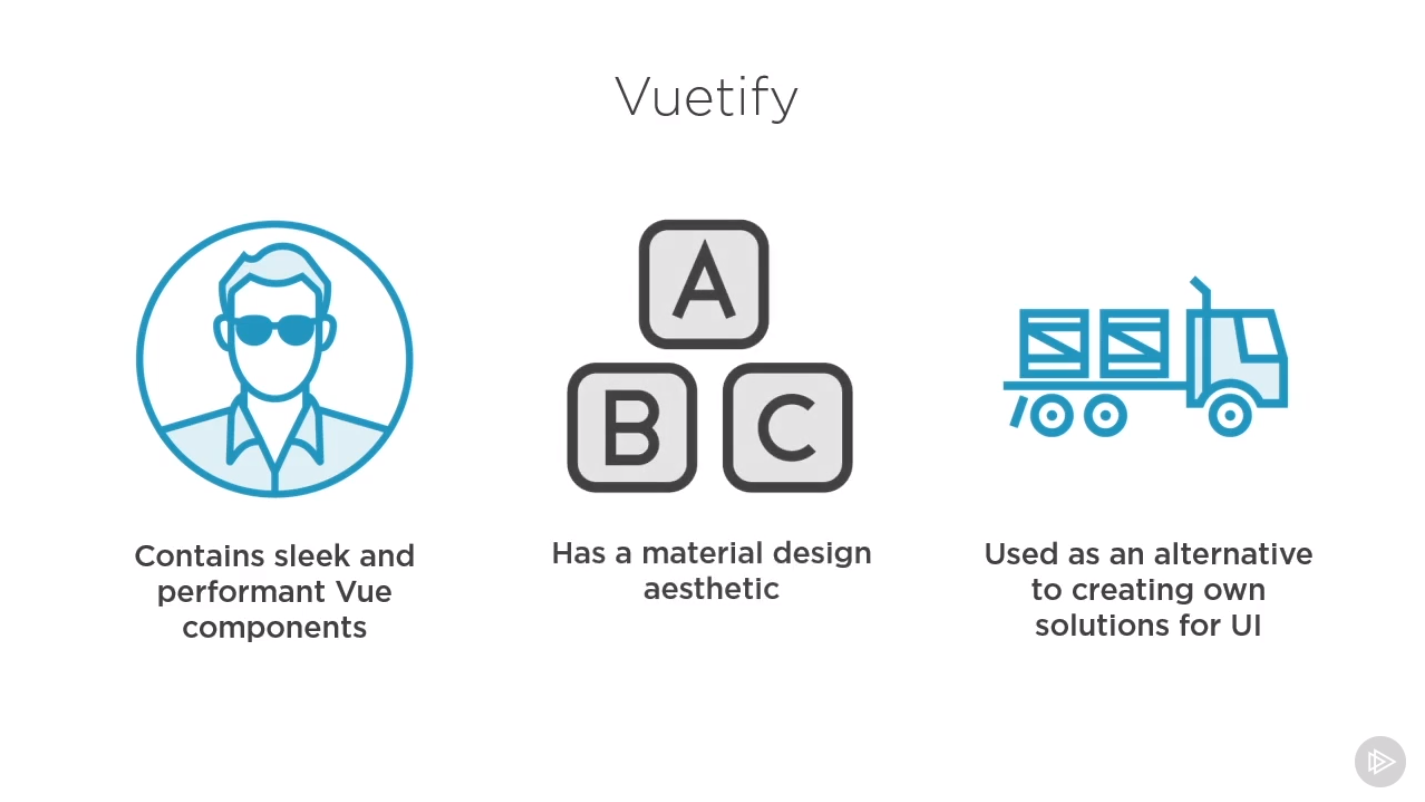 Vuetify
A
B C
Contains sleek and
performant Vue
components
Has a material design
aesthetic
Used as an alternative
to creating own
solutions for UI